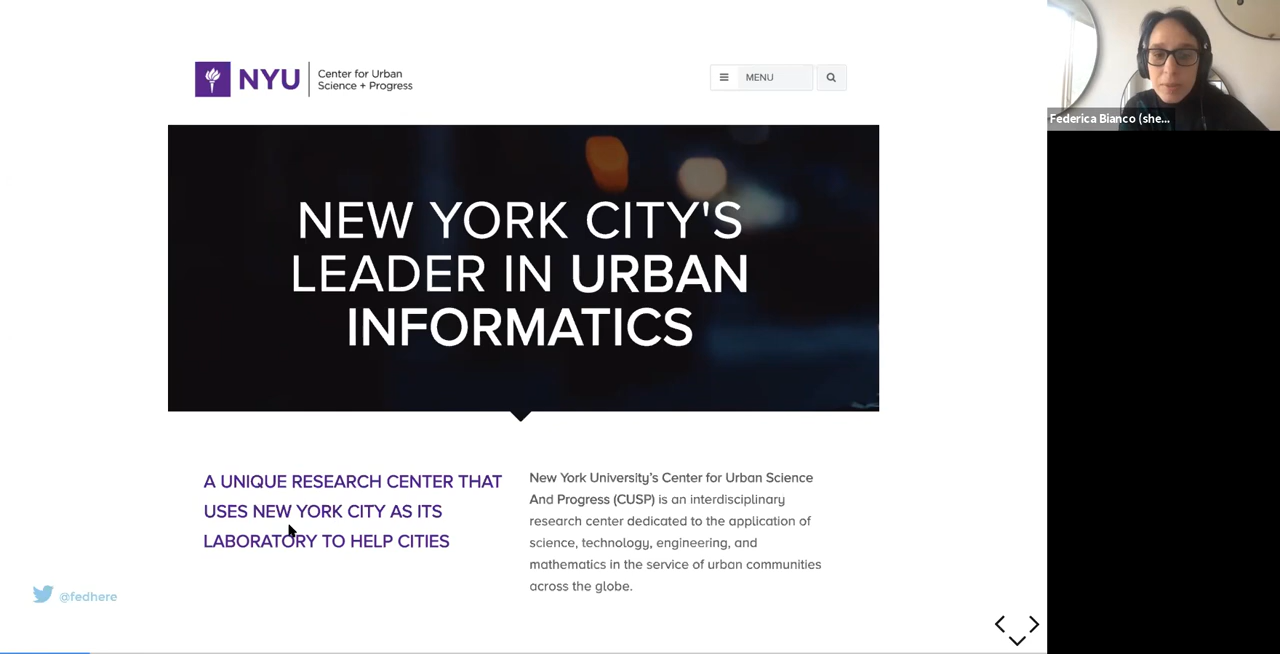 NYU
Center for Urban
Science + Progress
MENU
Federica Bianco (she...
NEW YORK CITY'S
LEADER IN URBAN
INFORMATICS
A UNIQUE RESEARCH CENTER THAT
USES NEW YORK CITY AS ITS
LABORATORY TO HELP CITIES
New York University's Center for Urban Science
And Progress (CUSP) is an interdisciplinary
research center dedicated to the application of
science, technology, engineering, and
mathematics in the service of urban communities
across the globe.
@fedhere